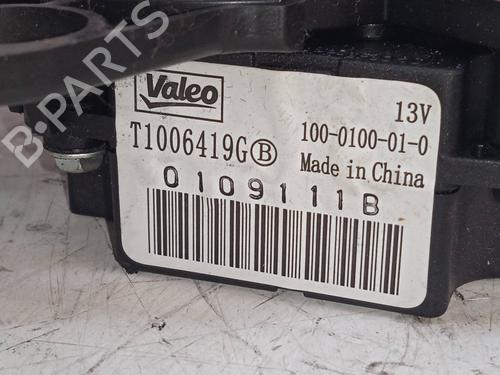 B-PARTS
Valeo
13V
T1006419G Ⓑ
100-0100-01-0
Made in China
0109111B